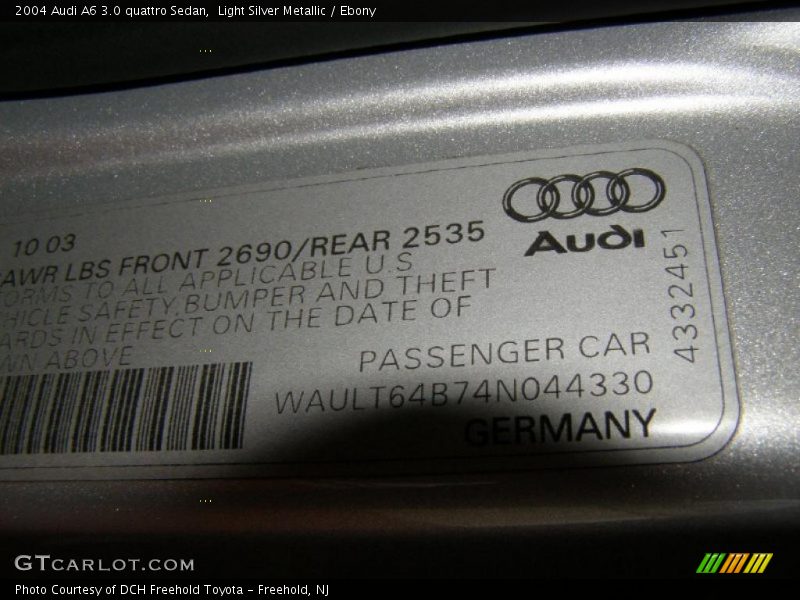 2004 Audi A6 3.0 quattro Sedan,  Light Silver Metallic / Ebony
10 03
AWR LBS FRONT 2690/REAR 2535
ORMS TO ALL APPLICABLE U.S
HICLE SAFETY,BUMPER AND THEFT
ARDS IN EFFECT ON THE DATE OF
WN ABOVE
Audi
4332451
PASSENGER CAR
WAULT64B74N044330
GERMANY
GTCARLOT.COM
Photo Courtesy of DCH Freehold Toyota - Freehold, NJ